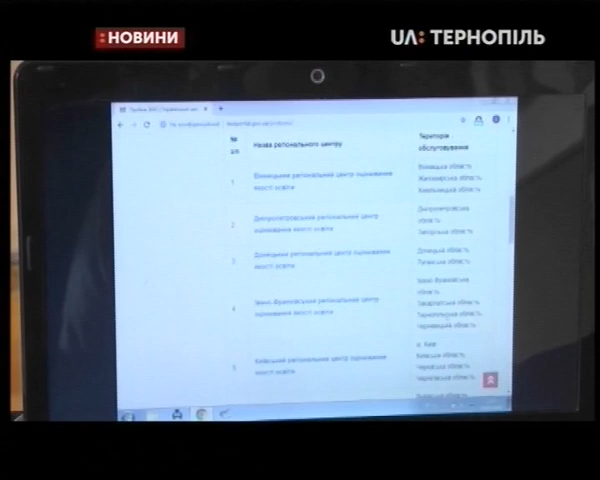 :НОВИНИ
UA: ТЕРНОПІЛЬ
№ Назва регіонального центру Територія
з/п обслуговування
1 Вінницький регіональний центр оцінювання
якості освіти
Вінницька область
Житомирська область
Хмельницька область
2 Дніпропетровський регіональний центр
оцінювання якості освіти
Дніпропетровська
область
Запорізька область
3 Донецький регіональний центр оцінювання
якості освіти
Донецька область
Луганська область
4 Івано-Франківський регіональний центр
оцінювання якості освіти
Івано-Франківська
область
Закарпатська область
Тернопільська область
Чернівецька область
5 Київський регіональний центр оцінювання
якості освіти
м. Київ
Київська область
Черкаська область
Чернігівська область